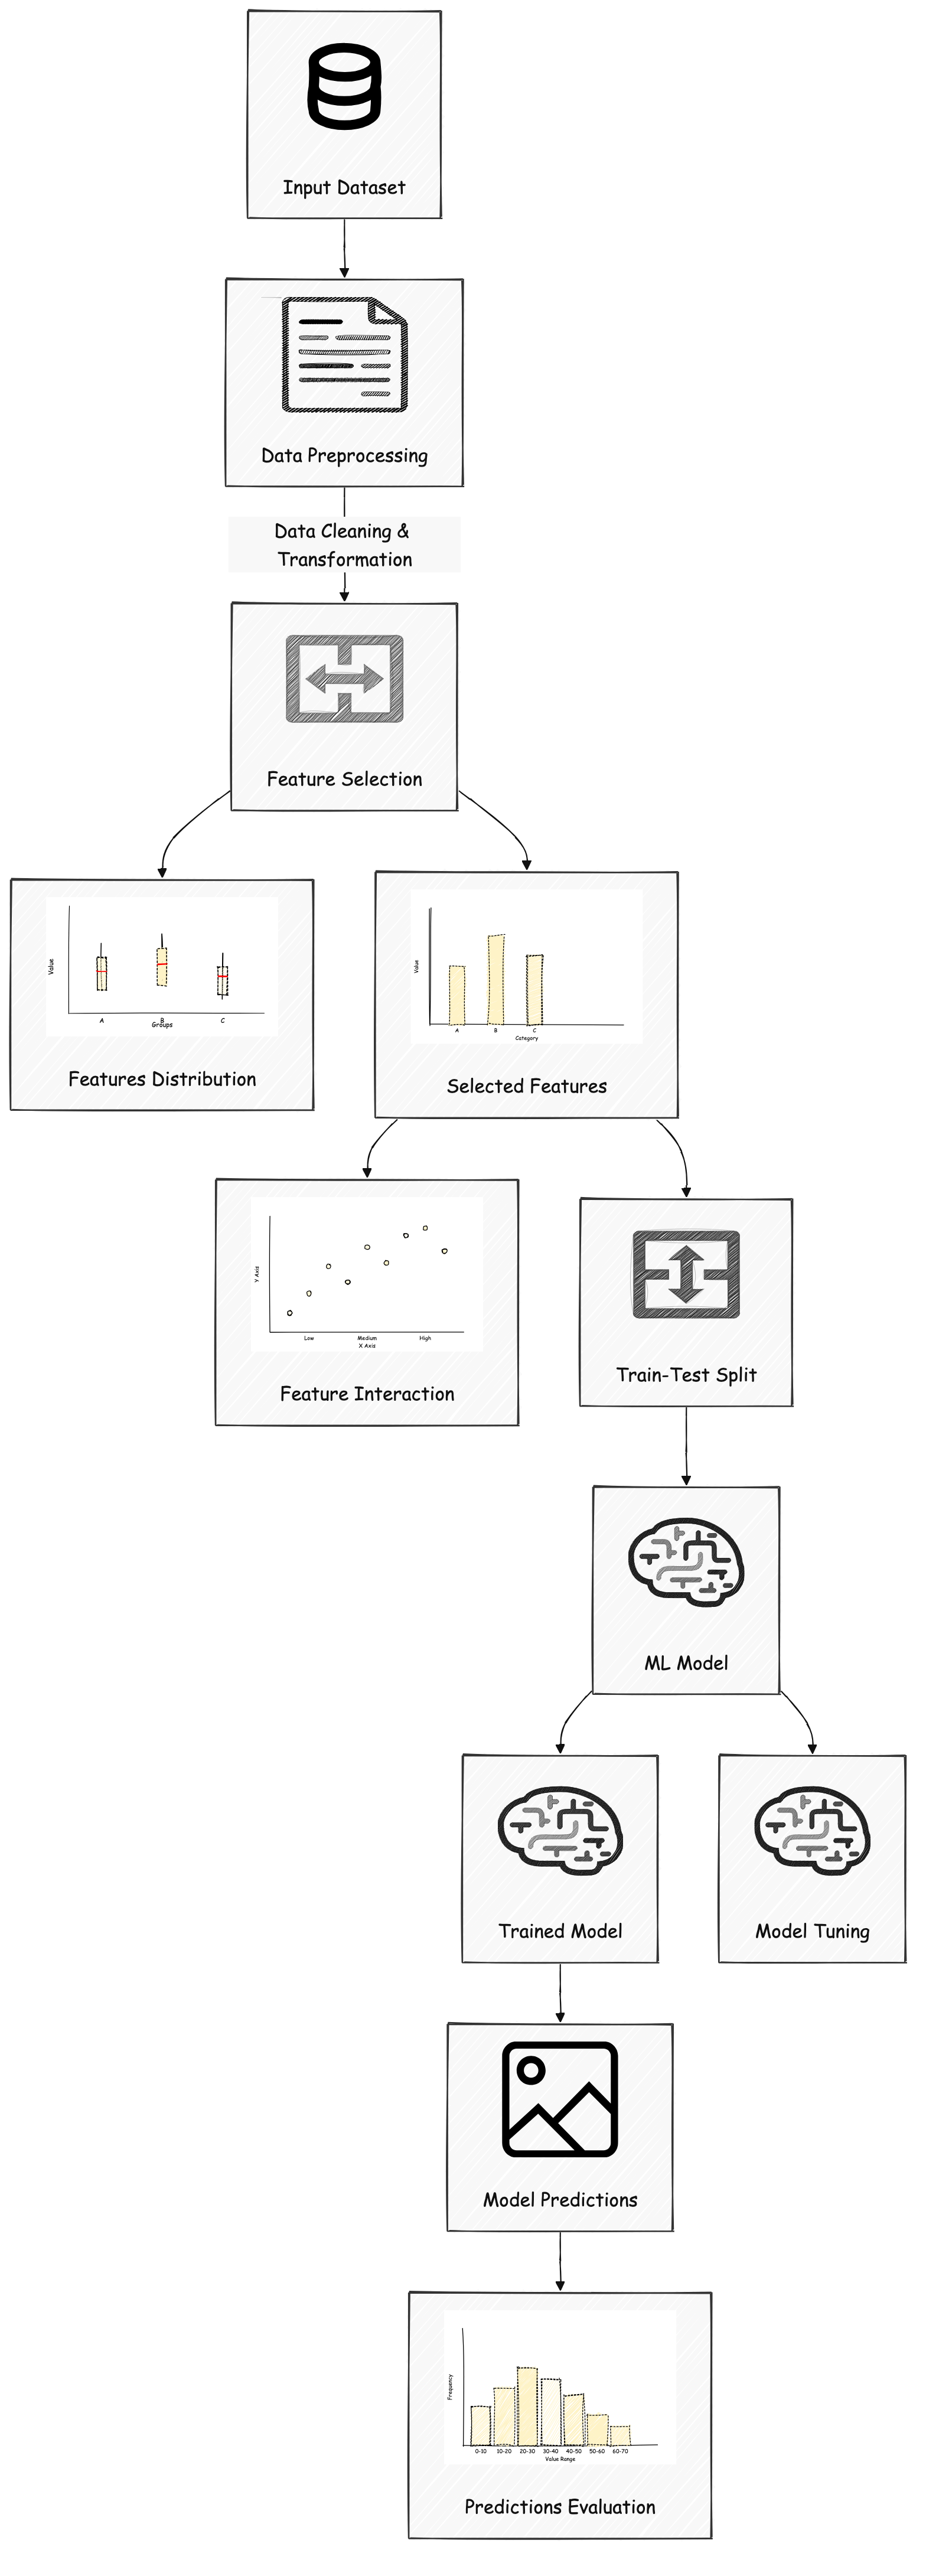 Input Dataset
Data Preprocessing
Data Cleaning &
Transformation
Feature Selection
Value
A
B
C
Groups
Features Distribution
Value
A
B
C
Category
Selected Features
Y Axis
Low
Medium
High
X Axis
Feature Interaction
Train-Test Split
ML Model
Trained Model
Model Tuning
Model Predictions
Frequency
0-10
10-20
20-30
30-40
40-50
50-60
60-70
Value Range
Predictions Evaluation